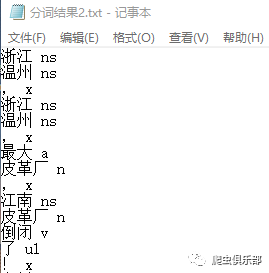 分词结果2.txt - 记事本
文件(F) 编辑(E) 格式(O) 查看(V) 帮助(H)
浙江 ns
温州 ns
， x
浙江 ns
温州 ns
， x
最大 a
皮革厂 n
， x
江南 ns
皮革厂 n
倒闭 v
了 ul
！ x
爬虫俱乐部